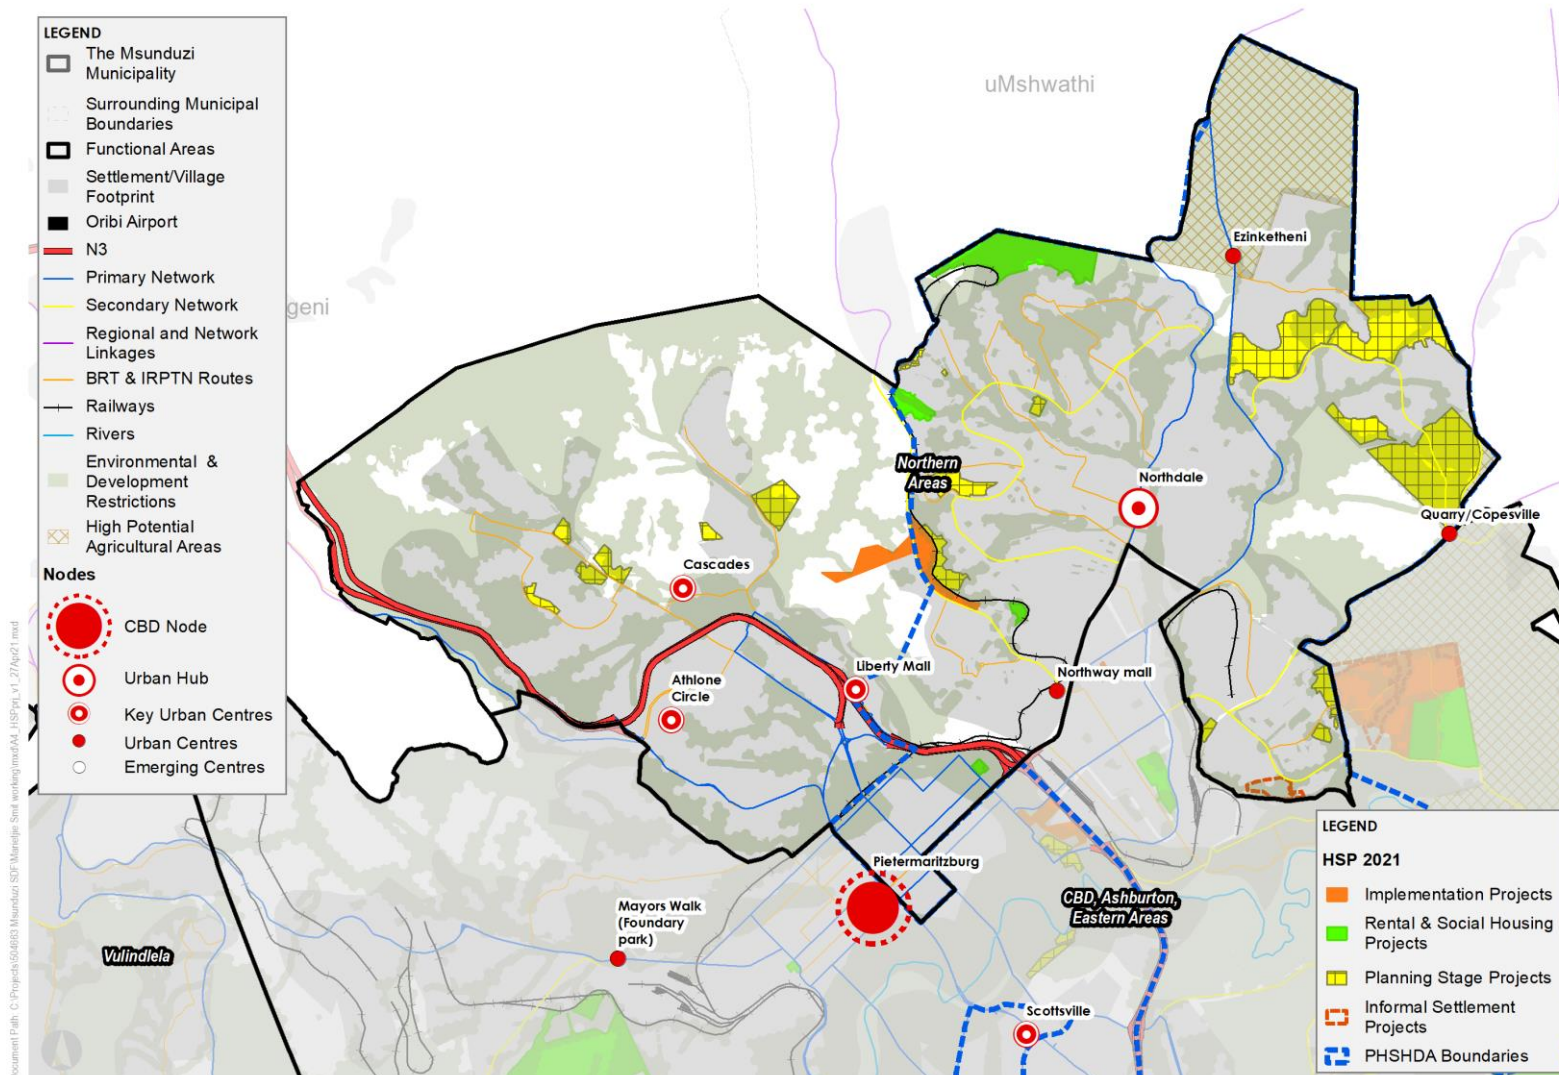 LEGEND
The Msunduzi
Municipality
Surrounding Municipal
Boundaries
Functional Areas
Settlement/Village
Footprint
Oribi Airport
N3
Primary Network
Secondary Network
Regional and Network
Linkages
BRT & IRPTN Routes
Railways
Rivers
Environmental &
Development
Restrictions
High Potential
Agricultural Areas
Nodes
CBD Node
Urban Hub
Key Urban Centres
Urban Centres
Emerging Centres
uMshwathi
geni
Ezinketheni
Northern
Areas
Northdale
Quarry/Copesville
Cascades
Liberty Mall
Northway mall
Athlone
Circle
Pietermaritzburg
CBD, Ashburton,
Eastern Areas
Mayors Walk
(Foundary
park)
Vulindlela
Scottsville
LEGEND
HSP 2021
Implementation Projects
Rental & Social Housing
Projects
Planning Stage Projects
Informal Settlement
Projects
PHSHDA Boundaries